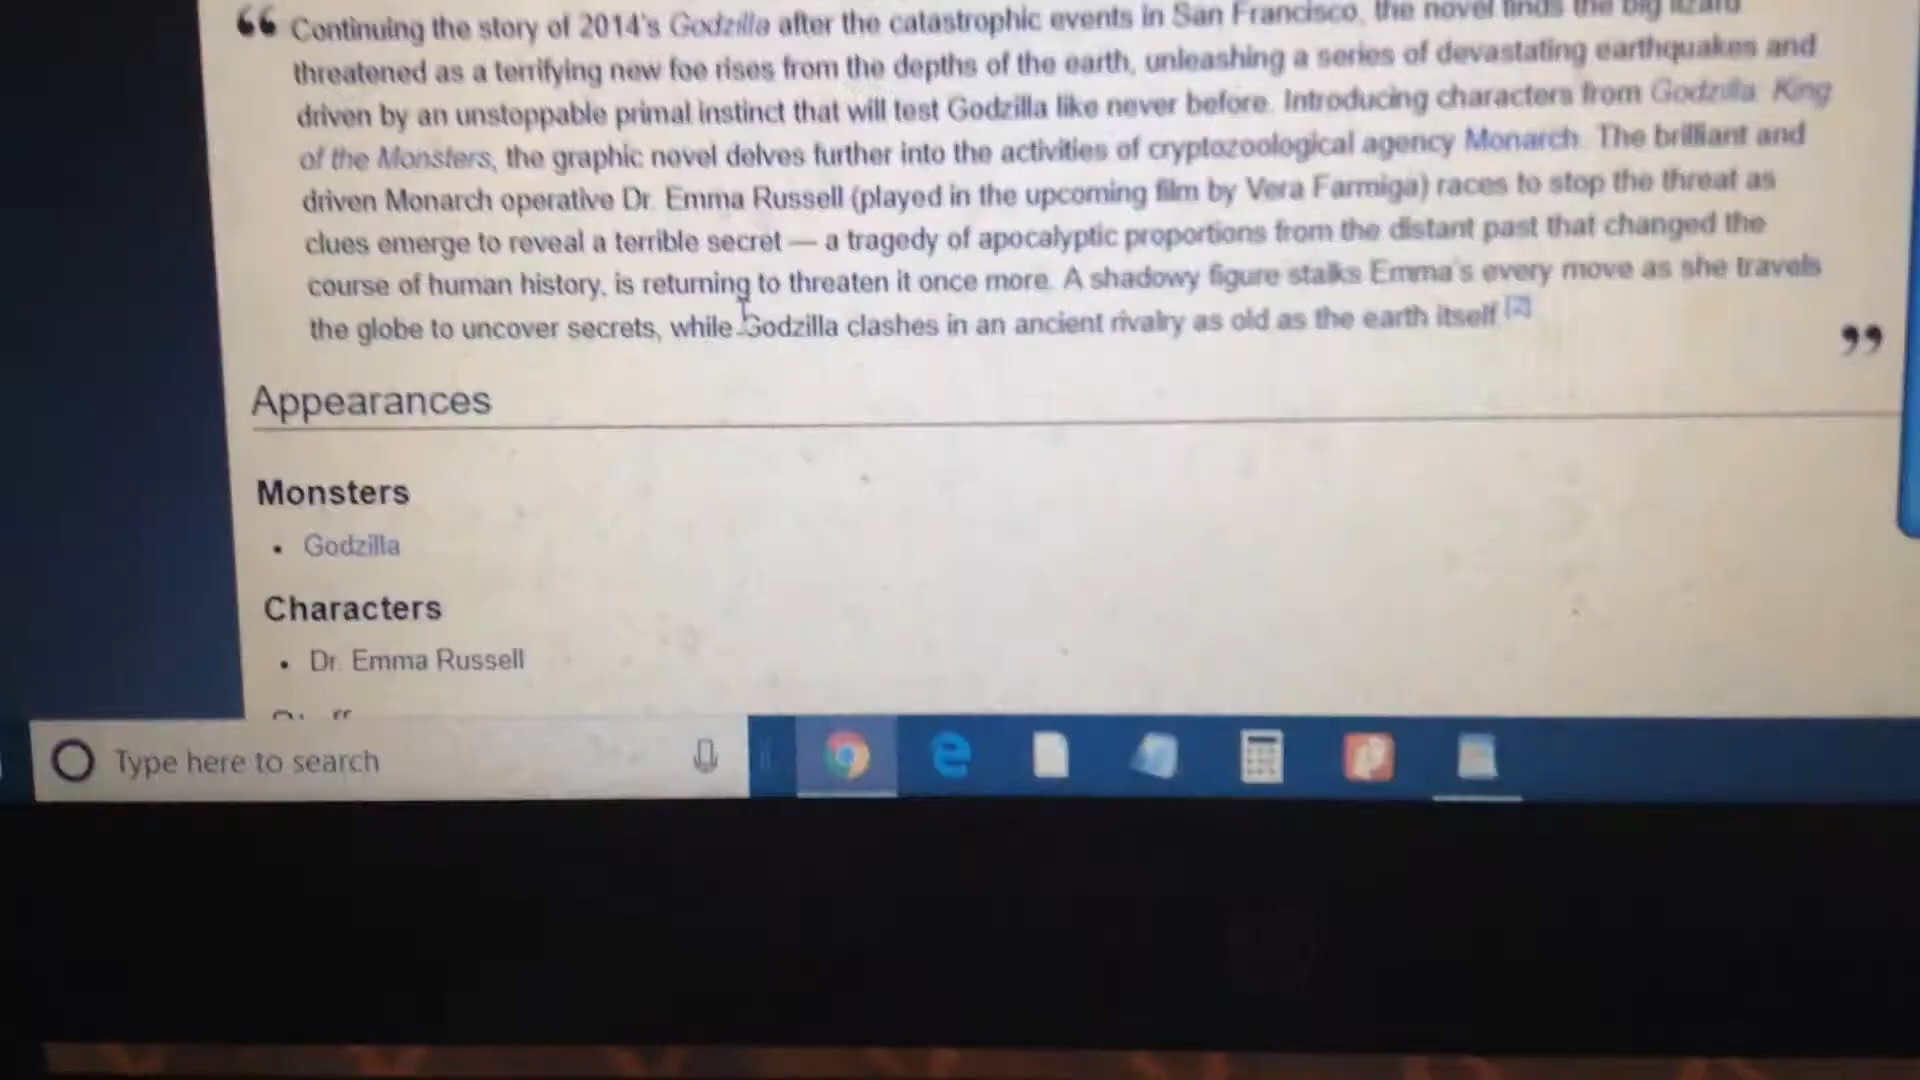 Continuing the story of 2014's Godzilla after the catastrophic events in San Francisco, the novel finds the big lizard
threatened as a terrifying new foe rises from the depths of the earth, unleashing a series of devastating earthquakes and
driven by an unstoppable primal instinct that will test Godzilla like never before. Introducing characters from Godzilla: King
of the Monsters, the graphic novel delves further into the activities of cryptozoological agency Monarch. The brilliant and
driven Monarch operative Dr. Emma Russell (played in the upcoming film by Vera Farmiga) races to stop the threat as
clues emerge to reveal a terrible secret — a tragedy of apocalyptic proportions from the distant past that changed the
course of human history, is returning to threaten it once more. A shadowy figure stalks Emma's every move as she travels
the globe to uncover secrets, while Godzilla clashes in an ancient rivalry as old as the earth itself.[2]
Appearances
Monsters
• Godzilla
Characters
• Dr. Emma Russell
Type here to search